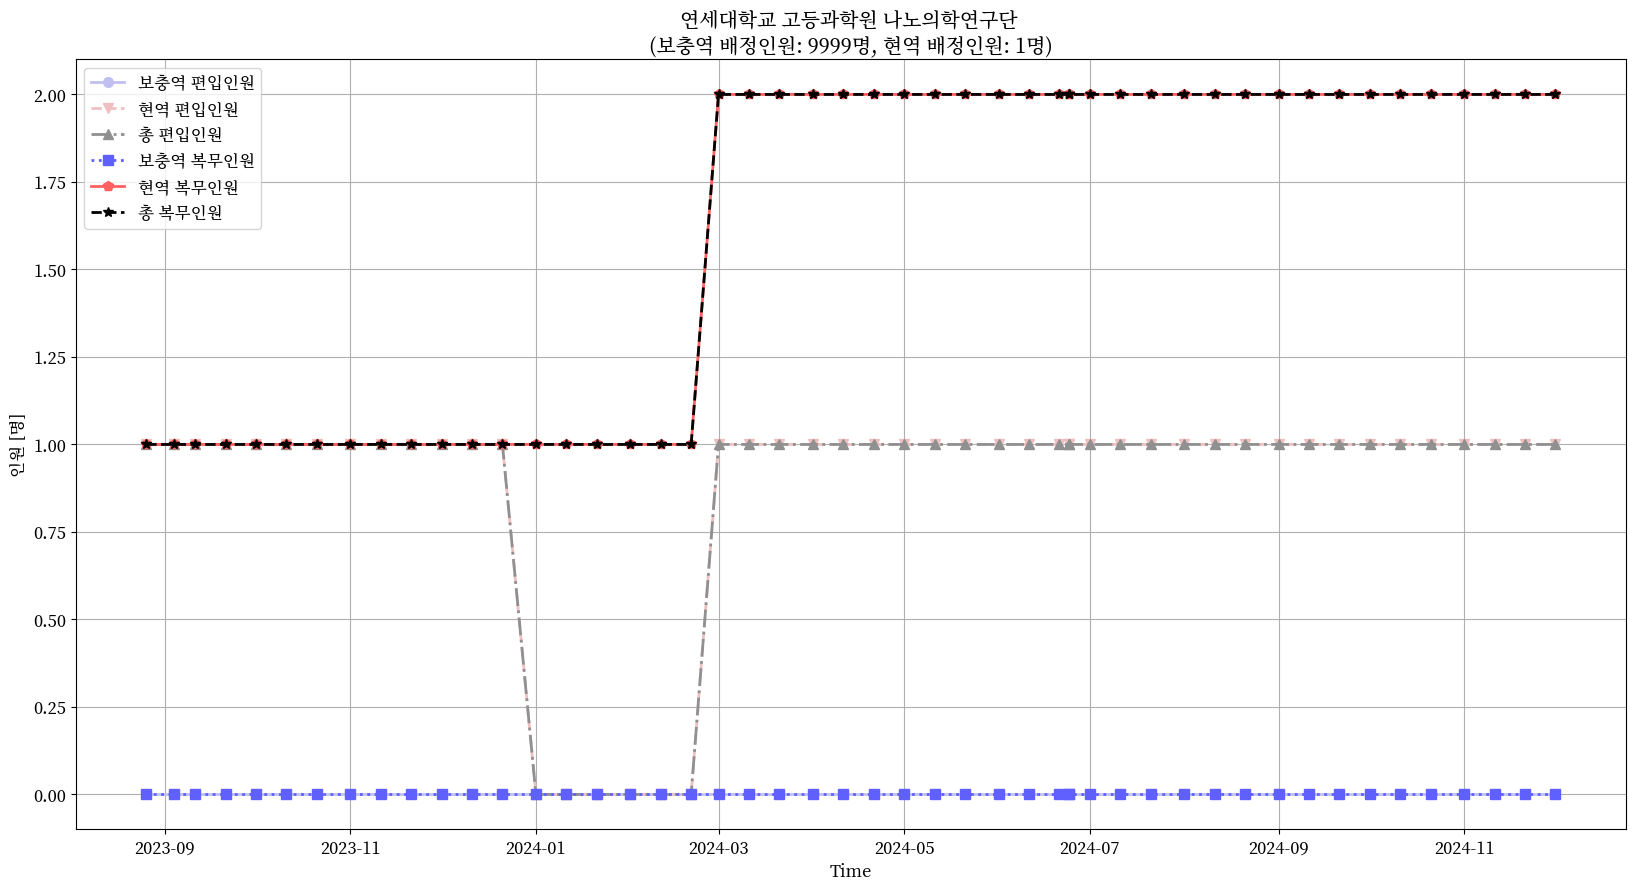 연세대학교 고등과학원 나노의학연구단
(보충역 배정인원: 9999명, 현역 배정인원: 1명)
보충역 편입인원
현역 편입인원
총 편입인원
보충역 복무인원
현역 복무인원
총 복무인원
2.00
1.75
1.50
1.25
1.00
0.75
0.50
0.25
0.00
인원 [명]
2023-09 2023-11 2024-01 2024-03 2024-05 2024-07 2024-09 2024-11
Time